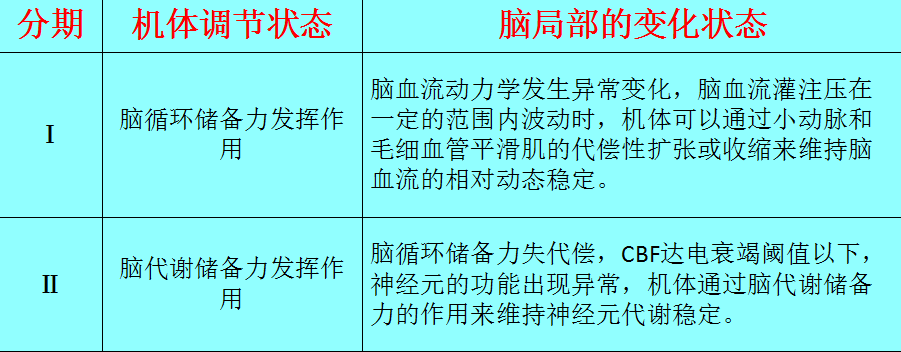 分期 机体调节状态 脑局部的变化状态
Ⅰ
脑循环储备力发挥作
用
脑血流动力学发生异常变化，脑血流灌注压在
一定的范围内波动时，机体可以通过小动脉和
毛细血管平滑肌的代偿性扩张或收缩来维持脑
血流的相对动态稳定。
Ⅱ
脑代谢储备力发挥作
用
脑循环储备力失代偿，CBF达电衰竭阈值以下，
神经元的功能出现异常，机体通过脑代谢储备
力的作用来维持神经元代谢稳定。